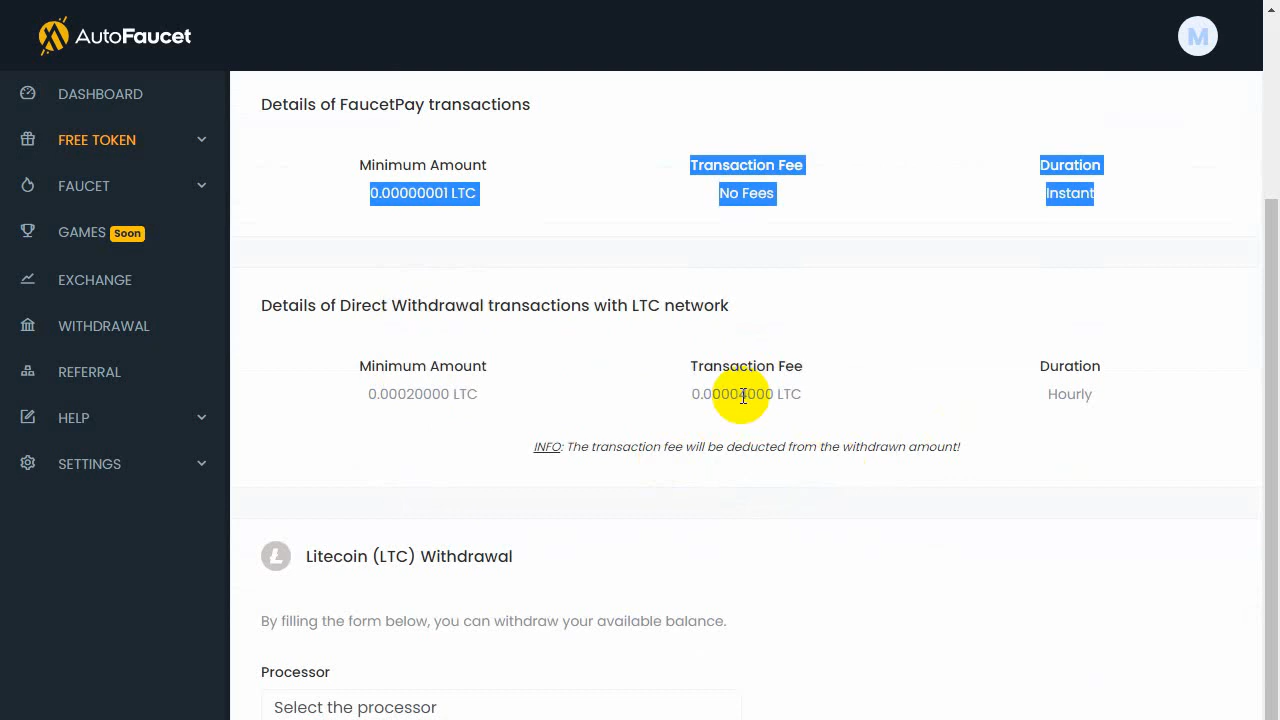 AutoFaucet
M
DASHBOARD
FREE TOKEN
FAUCET
GAMES Soon
EXCHANGE
WITHDRAWAL
REFERRAL
HELP
SETTINGS
Details of FaucetPay transactions
Minimum Amount Transaction Fee Duration
0.00000001 LTC No Fees Instant
Details of Direct Withdrawal transactions with LTC network
Minimum Amount Transaction Fee Duration
0.00020000 LTC LTC Hourly
INFO: The transaction fee will be deducted from the withdrawn amount!
Litecoin (LTC) Withdrawal
By filling the form below, you can withdraw your available balance.
Processor
Select the processor